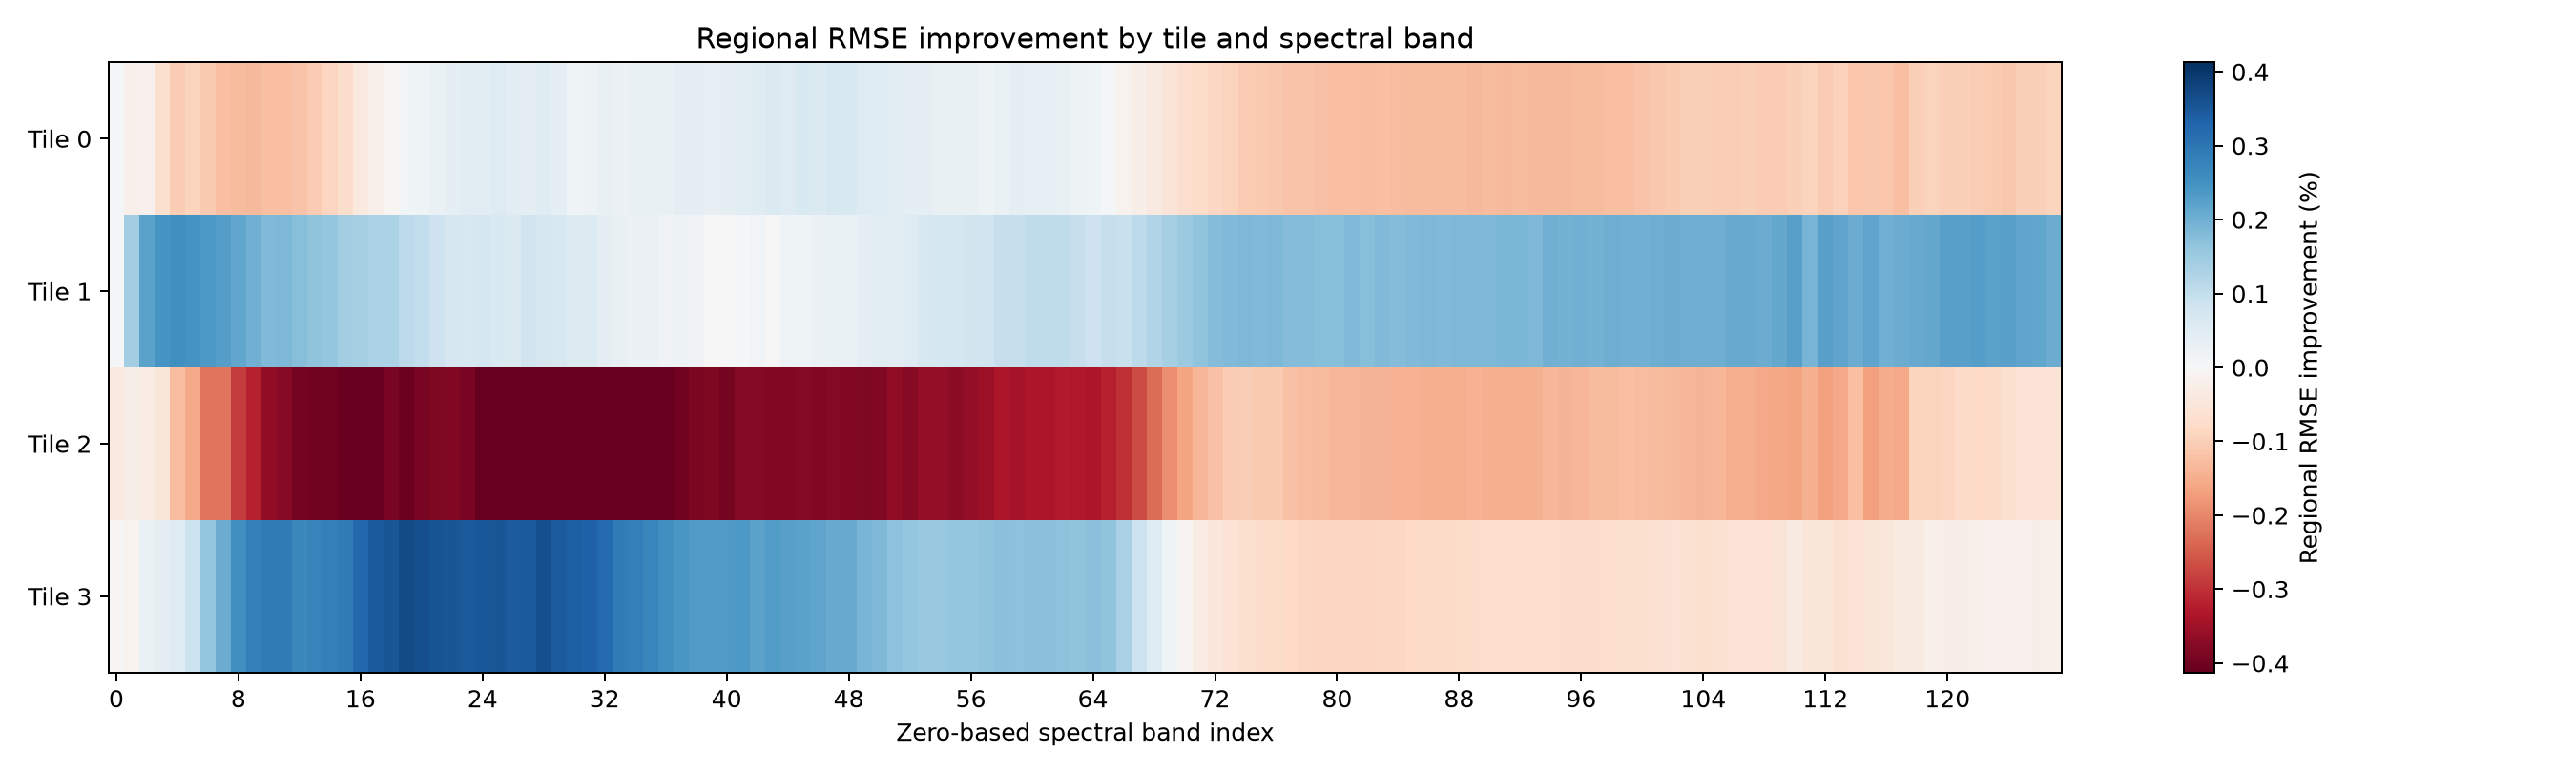 Regional RMSE improvement by tile and spectral band
Tile 0
Tile 1
Tile 2
Tile 3
0 8 16 24 32 40 48 56 64 72 80 88 96 104 112 120
Zero-based spectral band index
0.4
0.3
0.2
0.1
0.0
−0.1
−0.2
−0.3
−0.4
Regional RMSE improvement (%)